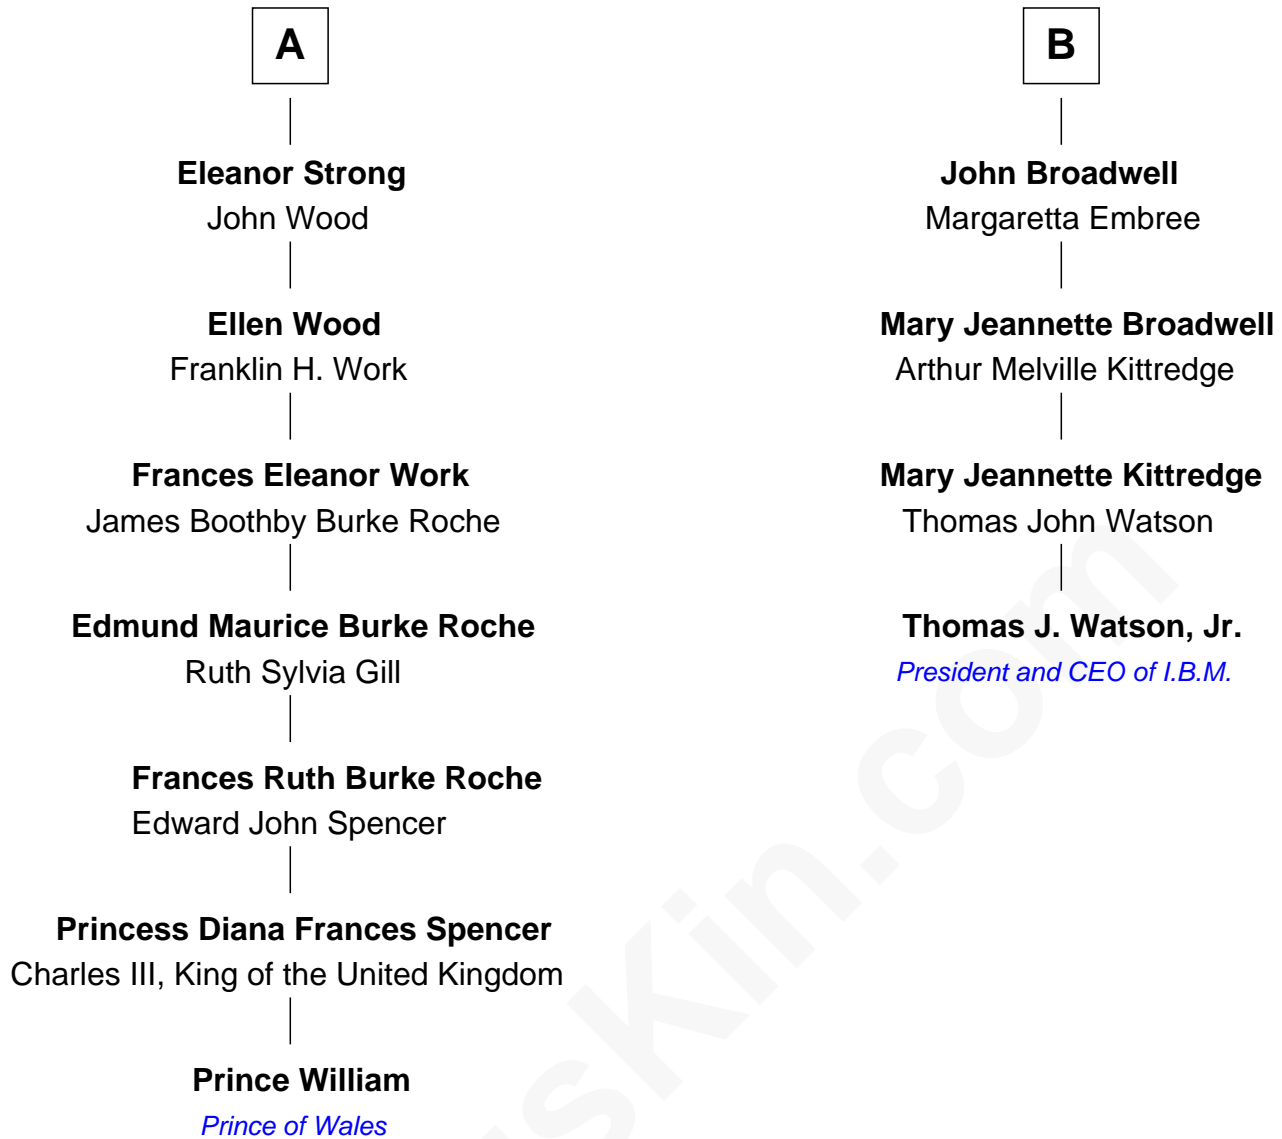 A
Eleanor Strong
John Wood
Ellen Wood
Franklin H. Work
Frances Eleanor Work
James Boothby Burke Roche
Edmund Maurice Burke Roche
Ruth Sylvia Gill
Frances Ruth Burke Roche
Edward John Spencer
Princess Diana Frances Spencer
Charles III, King of the United Kingdom
Prince William
Prince of Wales
B
John Broadwell
Margaretta Embree
Mary Jeannette Broadwell
Arthur Melville Kittredge
Mary Jeannette Kittredge
Thomas John Watson
Thomas J. Watson, Jr.
President and CEO of I.B.M.